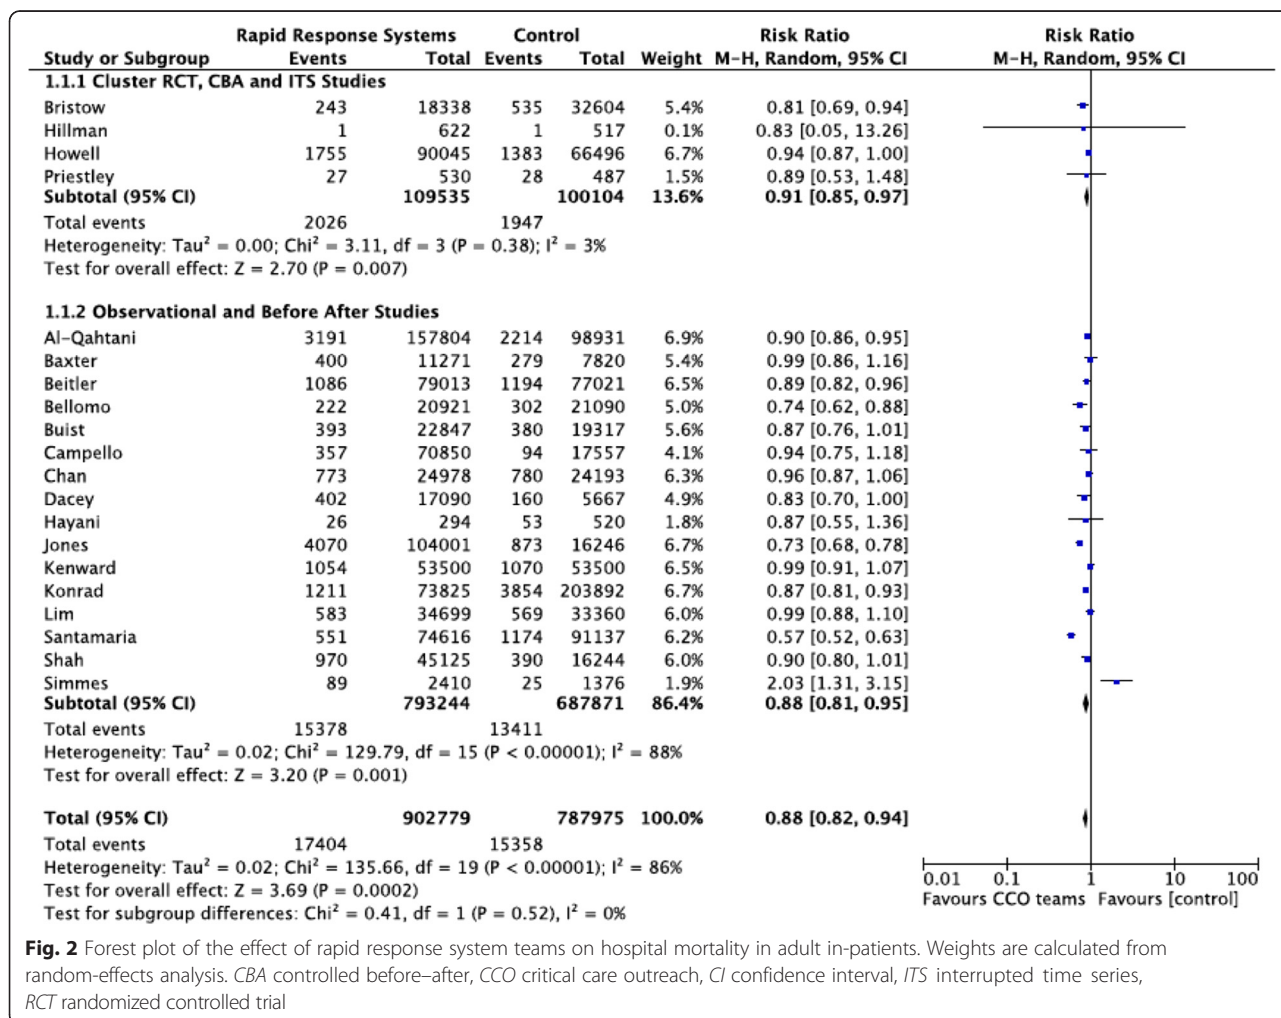 Rapid Response Systems Control Risk Ratio Risk Ratio
Study or Subgroup Events Total Events Total Weight M-H, Random, 95% CI M-H, Random, 95% CI
1.1.1 Cluster RCT, CBA and ITS Studies
Bristow 243 18338 535 32604 5.4% 0.81 [0.69, 0.94]
Hillman 1 622 1 517 0.1% 0.83 [0.05, 13.26]
Howell 1755 90045 1383 66496 6.7% 0.94 [0.87, 1.00]
Priestley 27 530 28 487 1.5% 0.89 [0.53, 1.48]
Subtotal (95% CI) 109535 100104 13.6% 0.91 [0.85, 0.97]
Total events 2026 1947
Heterogeneity: Tau² = 0.00; Chi² = 3.11, df = 3 (P = 0.38); I² = 3%
Test for overall effect: Z = 2.70 (P = 0.007)
1.1.2 Observational and Before After Studies
Al-Qahtani 3191 157804 2214 98931 6.9% 0.90 [0.86, 0.95]
Baxter 400 11271 279 7820 5.4% 0.99 [0.86, 1.16]
Beitler 1086 79013 1194 77021 6.5% 0.89 [0.82, 0.96]
Bellomo 222 20921 302 21090 5.0% 0.74 [0.62, 0.88]
Buist 393 22847 380 19317 5.6% 0.87 [0.76, 1.01]
Campello 357 70850 94 17557 4.1% 0.94 [0.75, 1.18]
Chan 773 24978 780 24193 6.3% 0.96 [0.87, 1.06]
Dacey 402 17090 160 5667 4.9% 0.83 [0.70, 1.00]
Hayani 26 294 53 520 1.8% 0.87 [0.55, 1.36]
Jones 4070 104001 873 16246 6.7% 0.73 [0.68, 0.78]
Kenward 1054 53500 1070 53500 6.5% 0.99 [0.91, 1.07]
Konrad 1211 73825 3854 203892 6.7% 0.87 [0.81, 0.93]
Lim 583 34699 569 33360 6.0% 0.99 [0.88, 1.10]
Santamaria 551 74616 1174 91137 6.2% 0.57 [0.52, 0.63]
Shah 970 45125 390 16244 6.0% 0.90 [0.80, 1.01]
Simmes 89 2410 25 1376 1.9% 2.03 [1.31, 3.15]
Subtotal (95% CI) 793244 687871 86.4% 0.88 [0.81, 0.95]
Total events 15378 13411
Heterogeneity: Tau² = 0.02; Chi² = 129.79, df = 15 (P < 0.00001); I² = 88%
Test for overall effect: Z = 3.20 (P = 0.001)
Total (95% CI) 902779 787975 100.0% 0.88 [0.82, 0.94]
Total events 17404 15358
Heterogeneity: Tau² = 0.02; Chi² = 135.66, df = 19 (P < 0.00001); I² = 86%
Test for overall effect: Z = 3.69 (P = 0.0002)
Test for subgroup differences: Chi² = 0.41, df = 1 (P = 0.52), I² = 0%
0.01 0.1 1 10 100
Favours CCO teams Favours [control]
Fig. 2 Forest plot of the effect of rapid response system teams on hospital mortality in adult in-patients. Weights are calculated from
random-effects analysis. CBA controlled before–after, CCO critical care outreach, CI confidence interval, ITS interrupted time series,
RCT randomized controlled trial